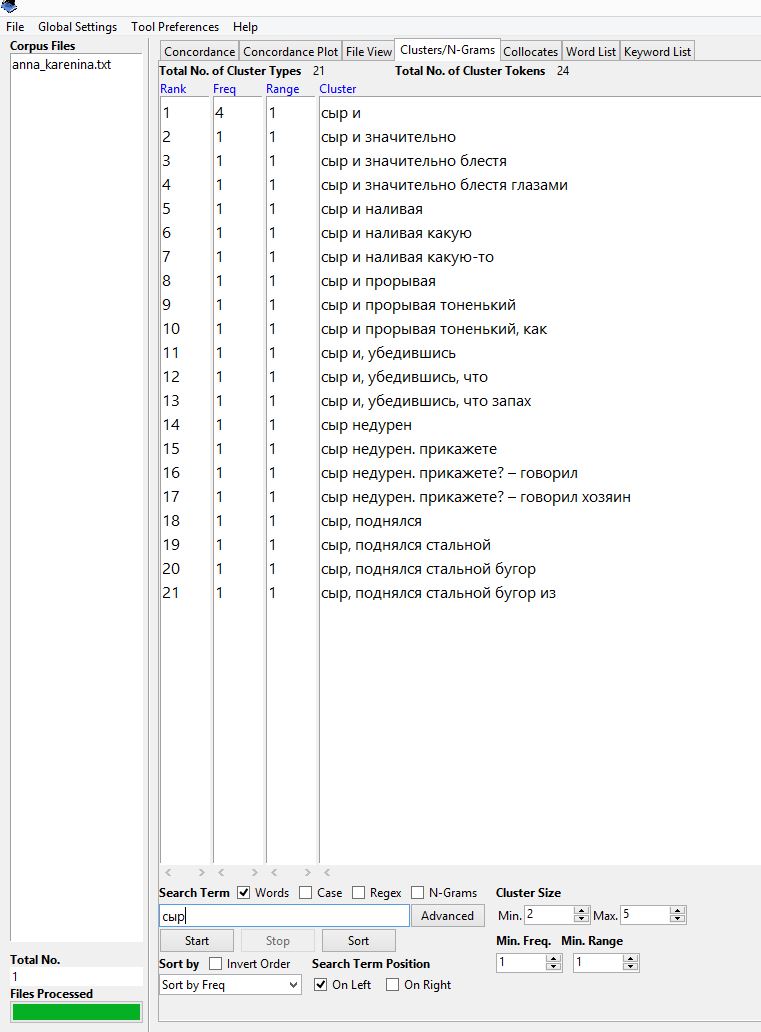 File Global Settings Tool Preferences Help
Corpus Files
anna_karenina.txt
Concordance Concordance Plot File View Clusters/N-Grams Collocates Word List Keyword List
Total No. of Cluster Types 21 Total No. of Cluster Tokens 24
Rank Freq Range Cluster
1 4 1 сыр и
2 1 1 сыр и значительно
3 1 1 сыр и значительно блестя
4 1 1 сыр и значительно блестя глазами
5 1 1 сыр и наливая
6 1 1 сыр и наливая какую
7 1 1 сыр и наливая какую-то
8 1 1 сыр и прорывая
9 1 1 сыр и прорывая тоненький
10 1 1 сыр и прорывая тоненький, как
11 1 1 сыр и, убедившись
12 1 1 сыр и, убедившись, что
13 1 1 сыр и, убедившись, что запах
14 1 1 сыр недурен
15 1 1 сыр недурен. прикажете
16 1 1 сыр недурен. прикажете? – говорил
17 1 1 сыр недурен. прикажете? – говорил хозяин
18 1 1 сыр, поднялся
19 1 1 сыр, поднялся стальной
20 1 1 сыр, поднялся стальной бугор
21 1 1 сыр, поднялся стальной бугор из
Search Term Words Case Regex N-Grams Cluster Size
сыр Advanced Min. 2 Max. 5
Start Stop Sort Min. Freq. Min. Range
Total No.
1
Files Processed
Sort by Invert Order Search Term Position 1 1
Sort by Freq On Left On Right